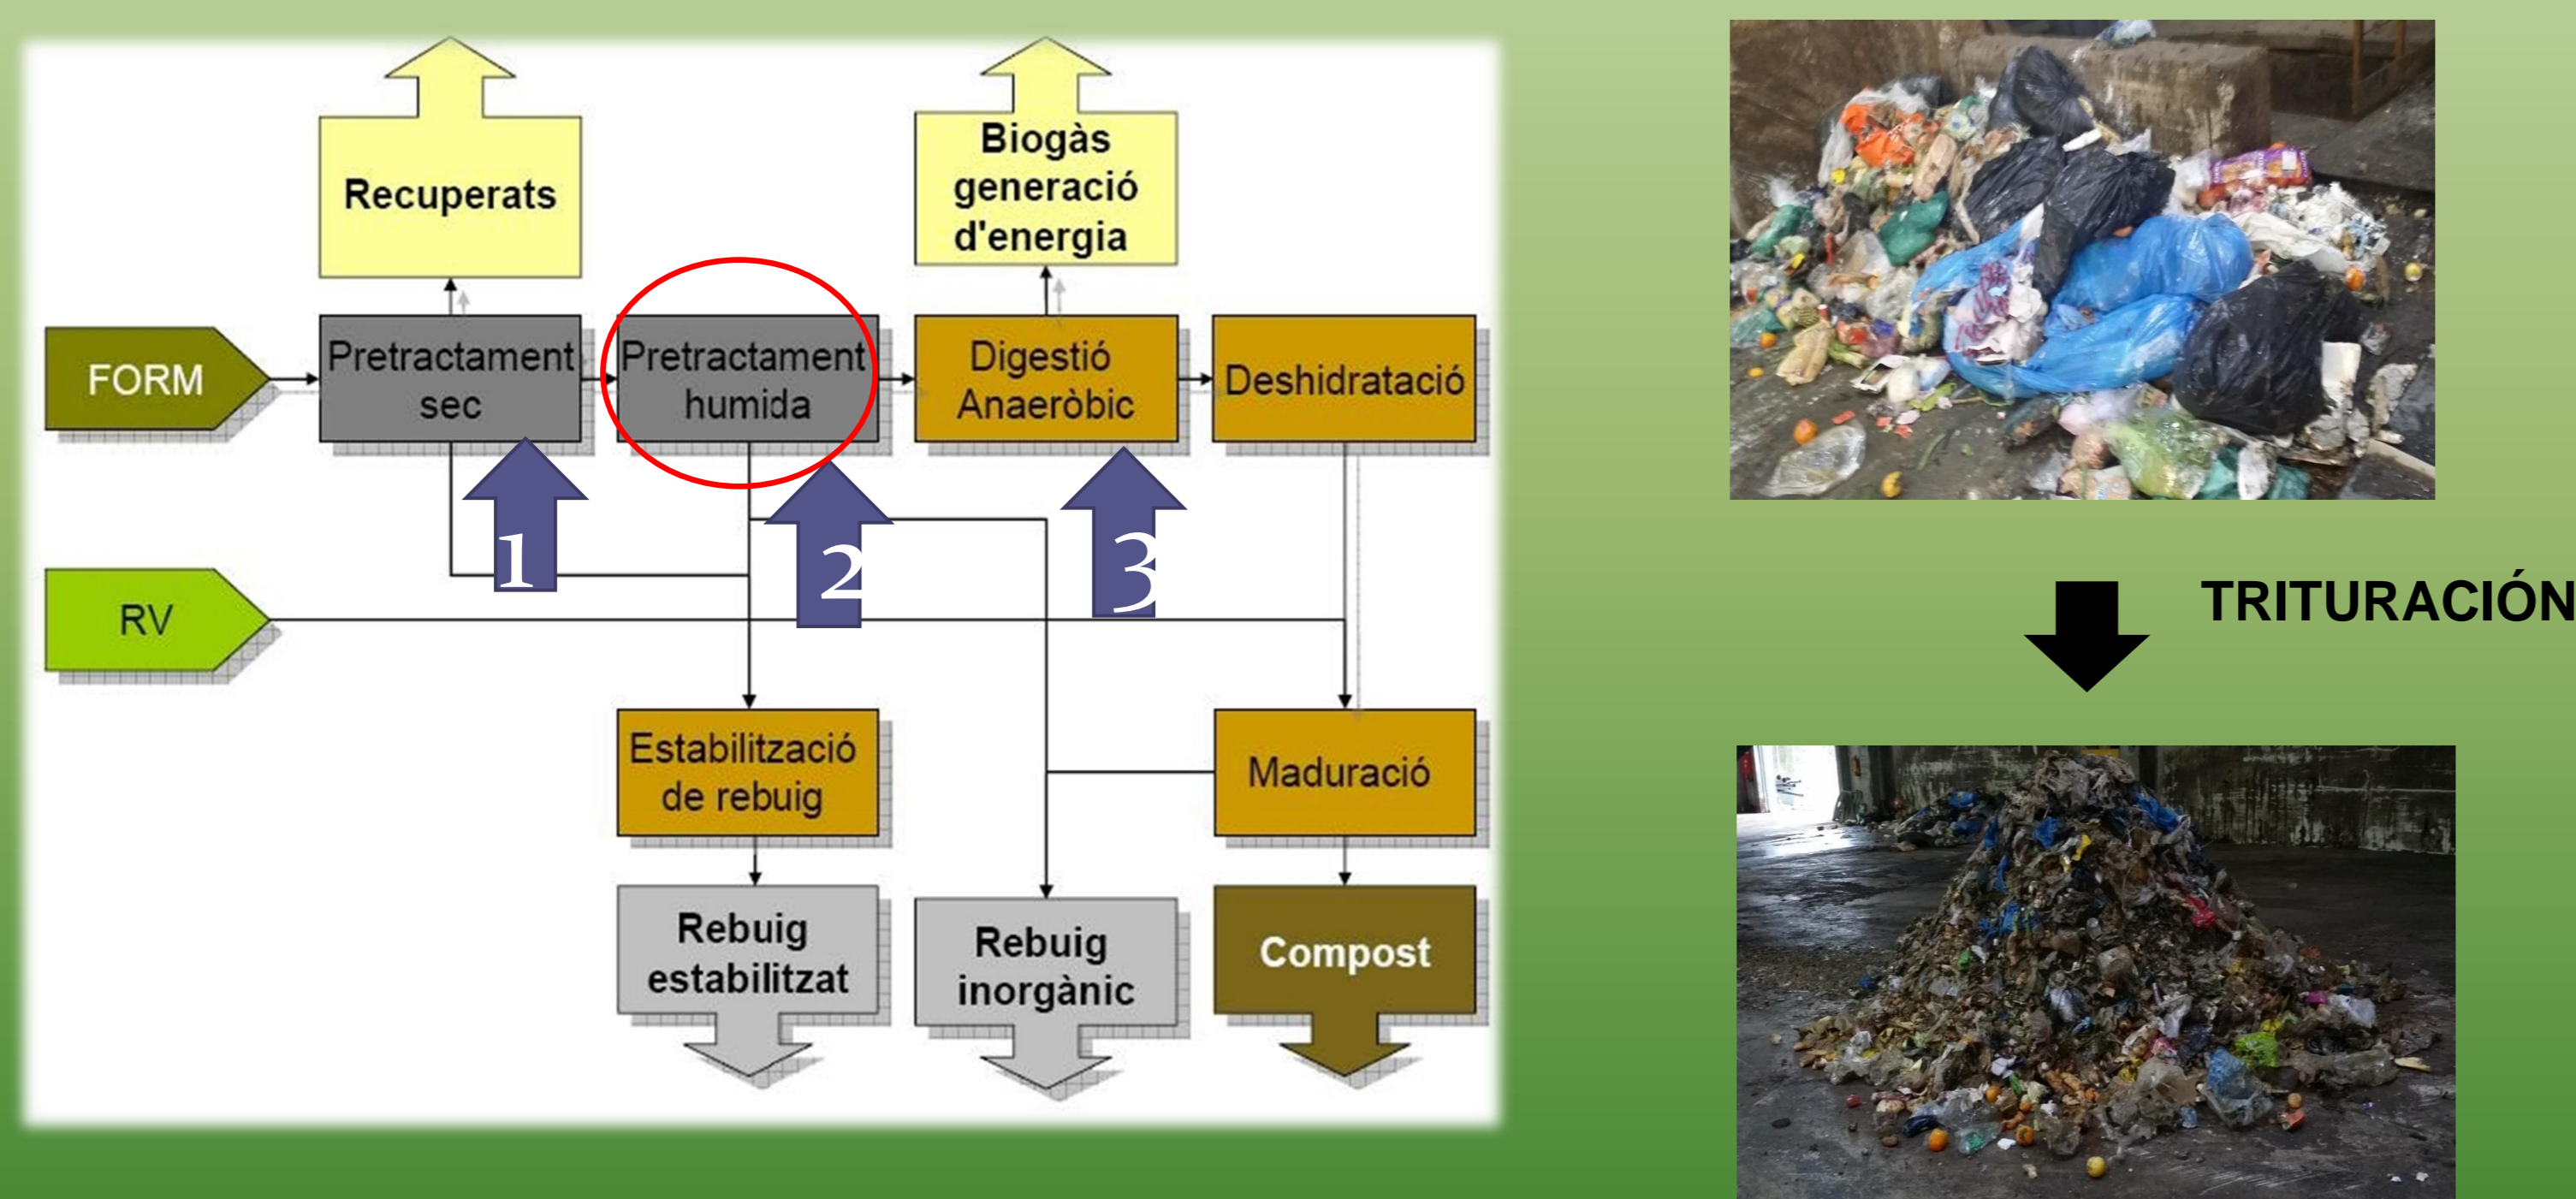 Recuperats
Biogàs
generació
d'energia
FORM
Pretractament
sec
Pretractament
humida
Digestió
Anaeròbic
Deshidratació
1
2
3
TRITURACIÓN
RV
Estabilització
de rebuig
Maduració
Rebuig
estabilitzat
Rebuig
inorgànic
Compost